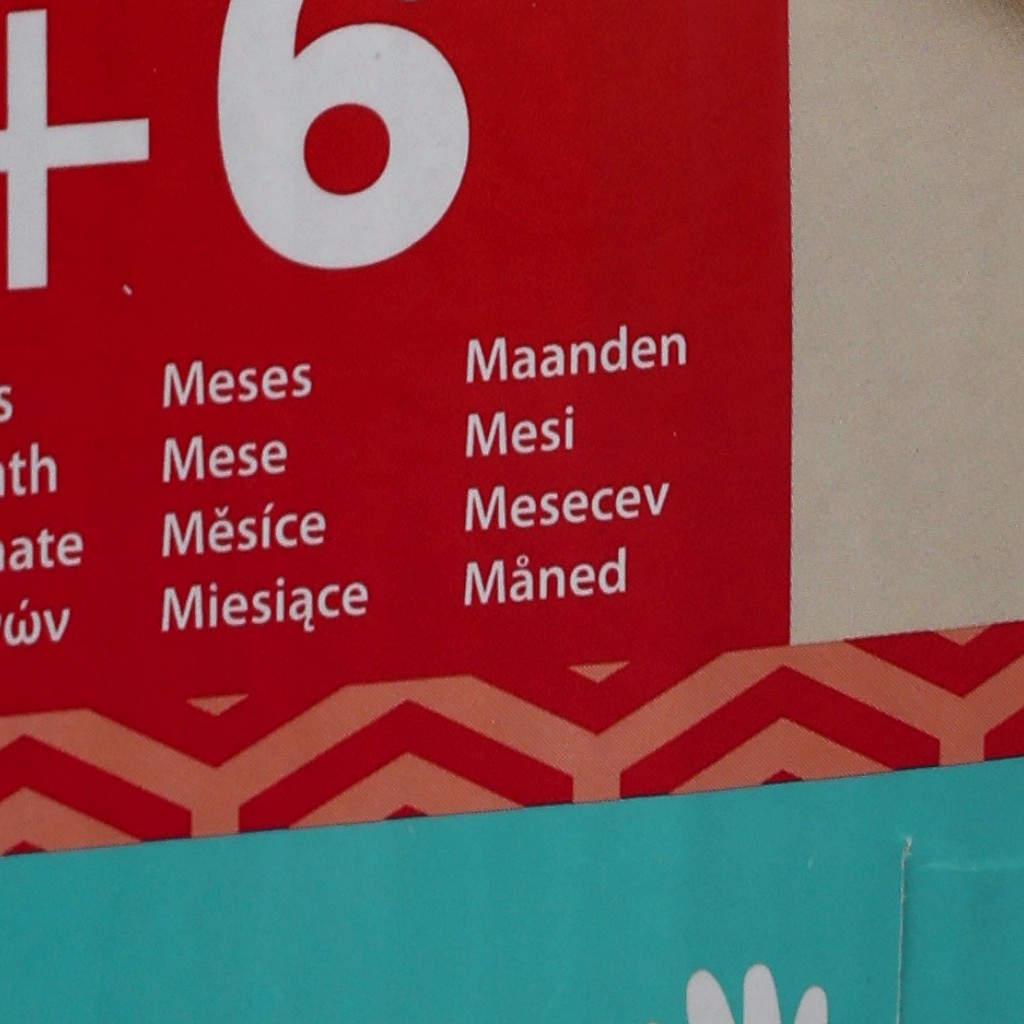 +6
Meses
Mese
Měsíce
Miesiące
Maanden
Mesi
Mesecev
Måned